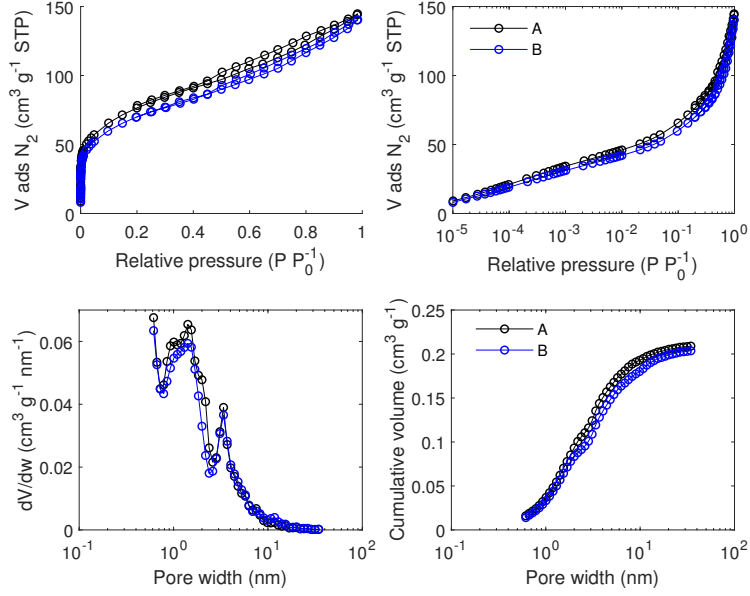 150
100
50
0
V ads N2 (cm3 g-1 STP)
0 0.2 0.4 0.6 0.8 1
Relative pressure (P P0-1)
150
100
50
0
V ads N2 (cm3 g-1 STP)
A
B
10-5 10-4 10-3 10-2 10-1 100
Relative pressure (P P0-1)
0.06
0.04
0.02
0
dV/dw (cm3 g-1 nm-1)
10-1 100 101 102
Pore width (nm)
0.25
0.2
0.15
0.1
0.05
0
Cumulative volume (cm3 g-1)
A
B
10-1 100 101 102
Pore width (nm)